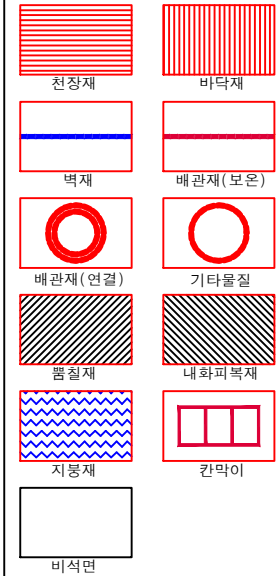 천장재 바닥재
벽재 배관재(보온)
배관재(연결) 기타물질
뿜칠재 내화피복재
지붕재 칸막이
비석면